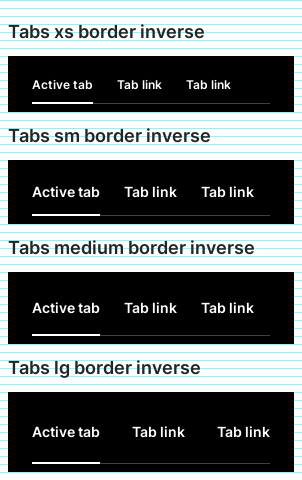 Tabs xs border inverse
Active tab Tab link Tab link
Tabs sm border inverse
Active tab Tab link Tab link
Tabs medium border inverse
Active tab Tab link Tab link
Tabs lg border inverse
Active tab Tab link Tab link